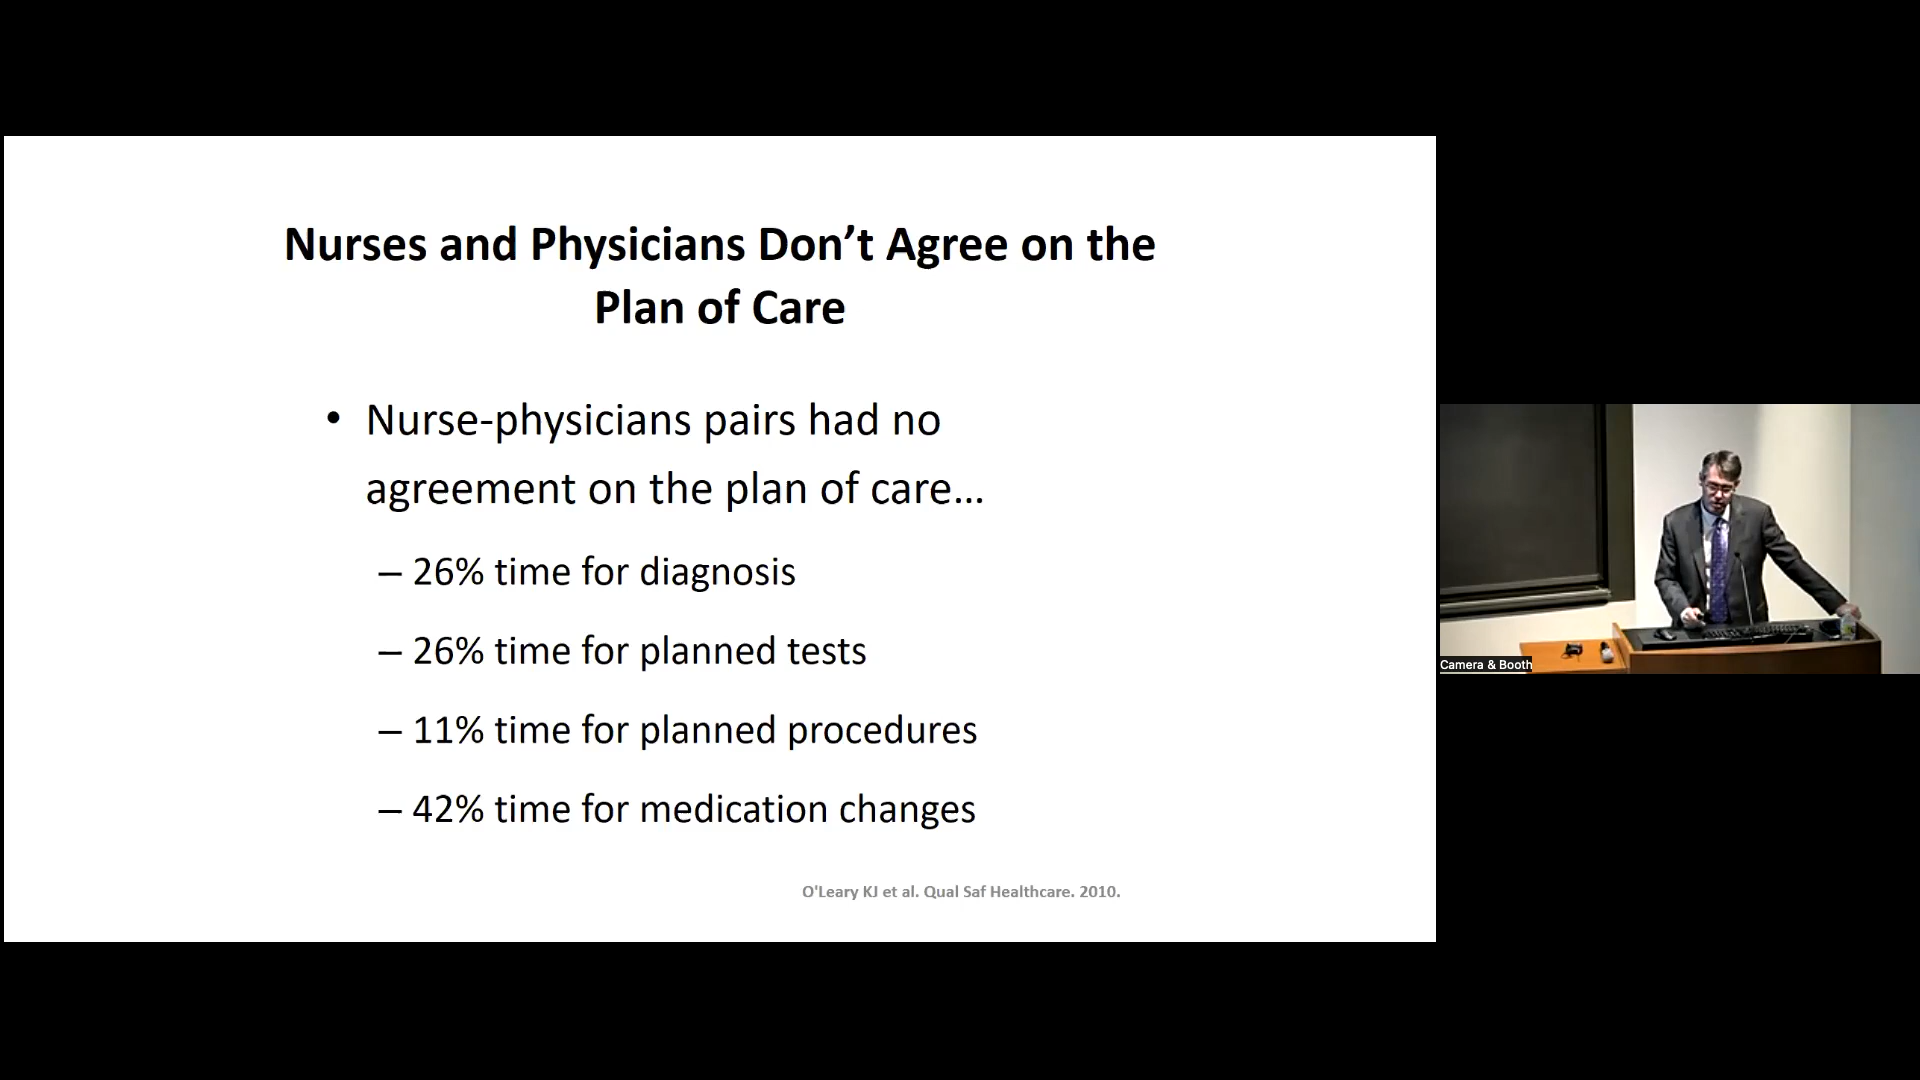 Nurses and Physicians Don’t Agree on the
Plan of Care
• Nurse-physicians pairs had no
agreement on the plan of care…
– 26% time for diagnosis
– 26% time for planned tests
– 11% time for planned procedures
– 42% time for medication changes
O'Leary KJ et al. Qual Saf Healthcare. 2010.
Camera & Booth